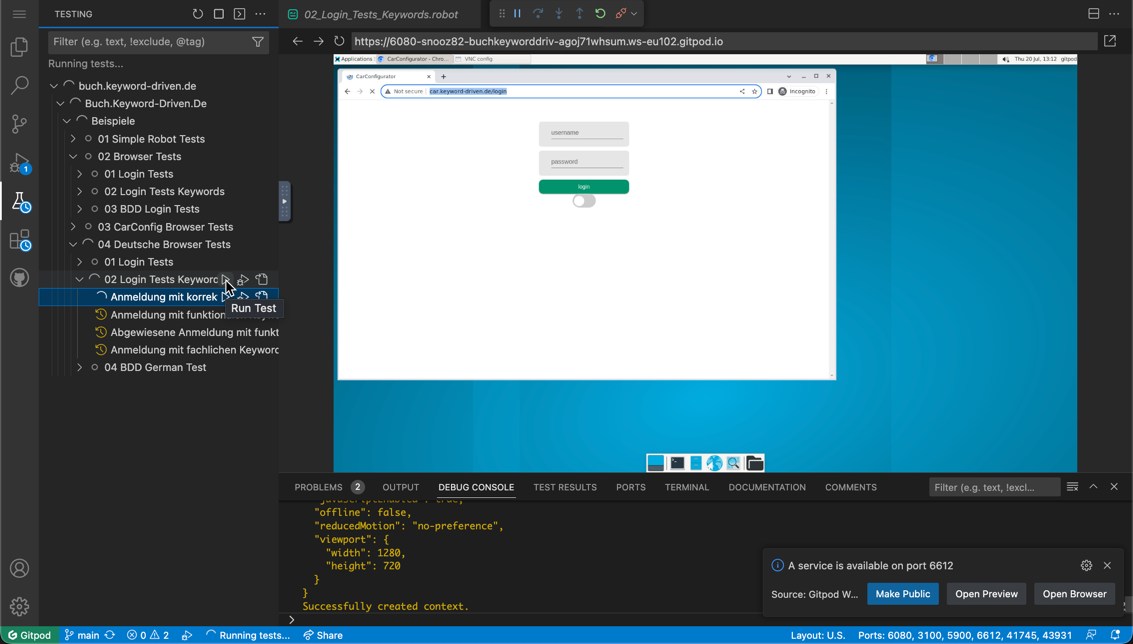 TESTING
02_Login_Tests_Keywords.robot
Filter (e.g. text, !exclude, @tag)
https://6080-snooz82-buchkeyworddriv-agoj71whsum.ws-eu102.gitpod.io
Running tests...
buch.keyword-driven.de
Buch.Keyword-Driven.De
Beispiele
01 Simple Robot Tests
02 Browser Tests
01 Login Tests
02 Login Tests Keywords
03 BDD Login Tests
03 CarConfig Browser Tests
04 Deutsche Browser Tests
01 Login Tests
02 Login Tests Keyword
Anmeldung mit korrek
Run Test
Anmeldung mit funktion
Abgewiesene Anmeldung mit funkt
Anmeldung mit fachlichen Keyword
04 BDD German Test
Applications
CarConfigurator - Chro...
VNC config
Thu 20 jul, 13:12
gitpod
CarConfigurator
Not secure
car.keyword-driven.de/login
Incognito
username
password
login
PROBLEMS 2
OUTPUT
DEBUG CONSOLE
TEST RESULTS
PORTS
TERMINAL
DOCUMENTATION
COMMENTS
Filter (e.g. text, !excl...
"offline": false,
"reducedMotion": "no-preference",
"viewport": {
"width": 1280,
"height": 720
}
}
Successfully created context.
A service is available on port 6612
Source: Gitpod W...
Make Public
Open Preview
Open Browser
1
Gitpod
main
0
2
Running tests...
Share
Layout: U.S.
Ports: 6080, 3100, 5900, 6612, 41745, 43931